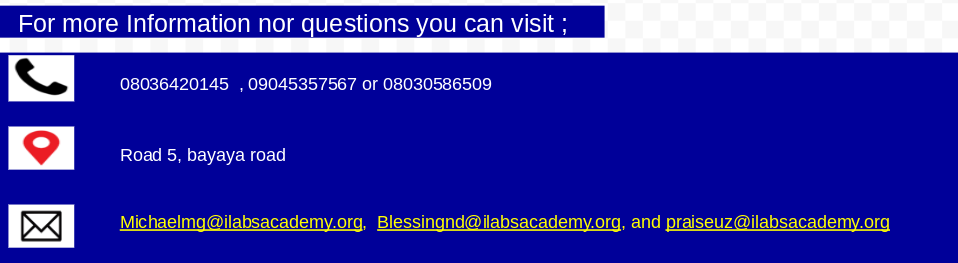 For more Information nor questions you can visit ;
08036420145  , 09045357567 or 08030586509
Road 5, bayaya road
Michaelmg@ilabsacademy.org,  Blessingnd@ilabsacademy.org, and praiseuz@ilabsacademy.org